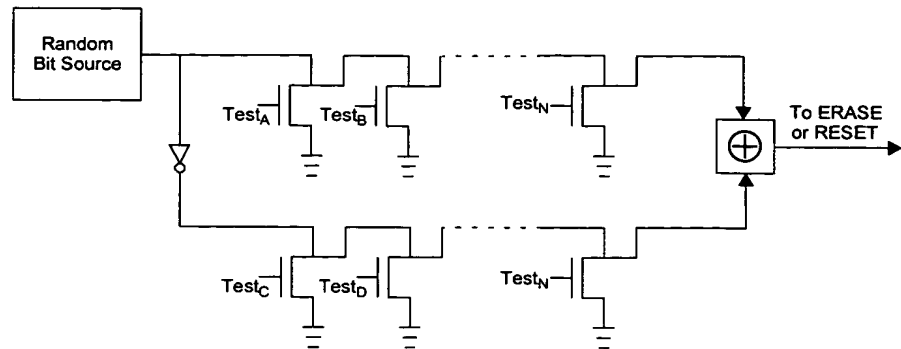 Random
Bit Source
Test_A
Test_B
Test_N
To ERASE
or RESET
Test_C
Test_D
Test_N